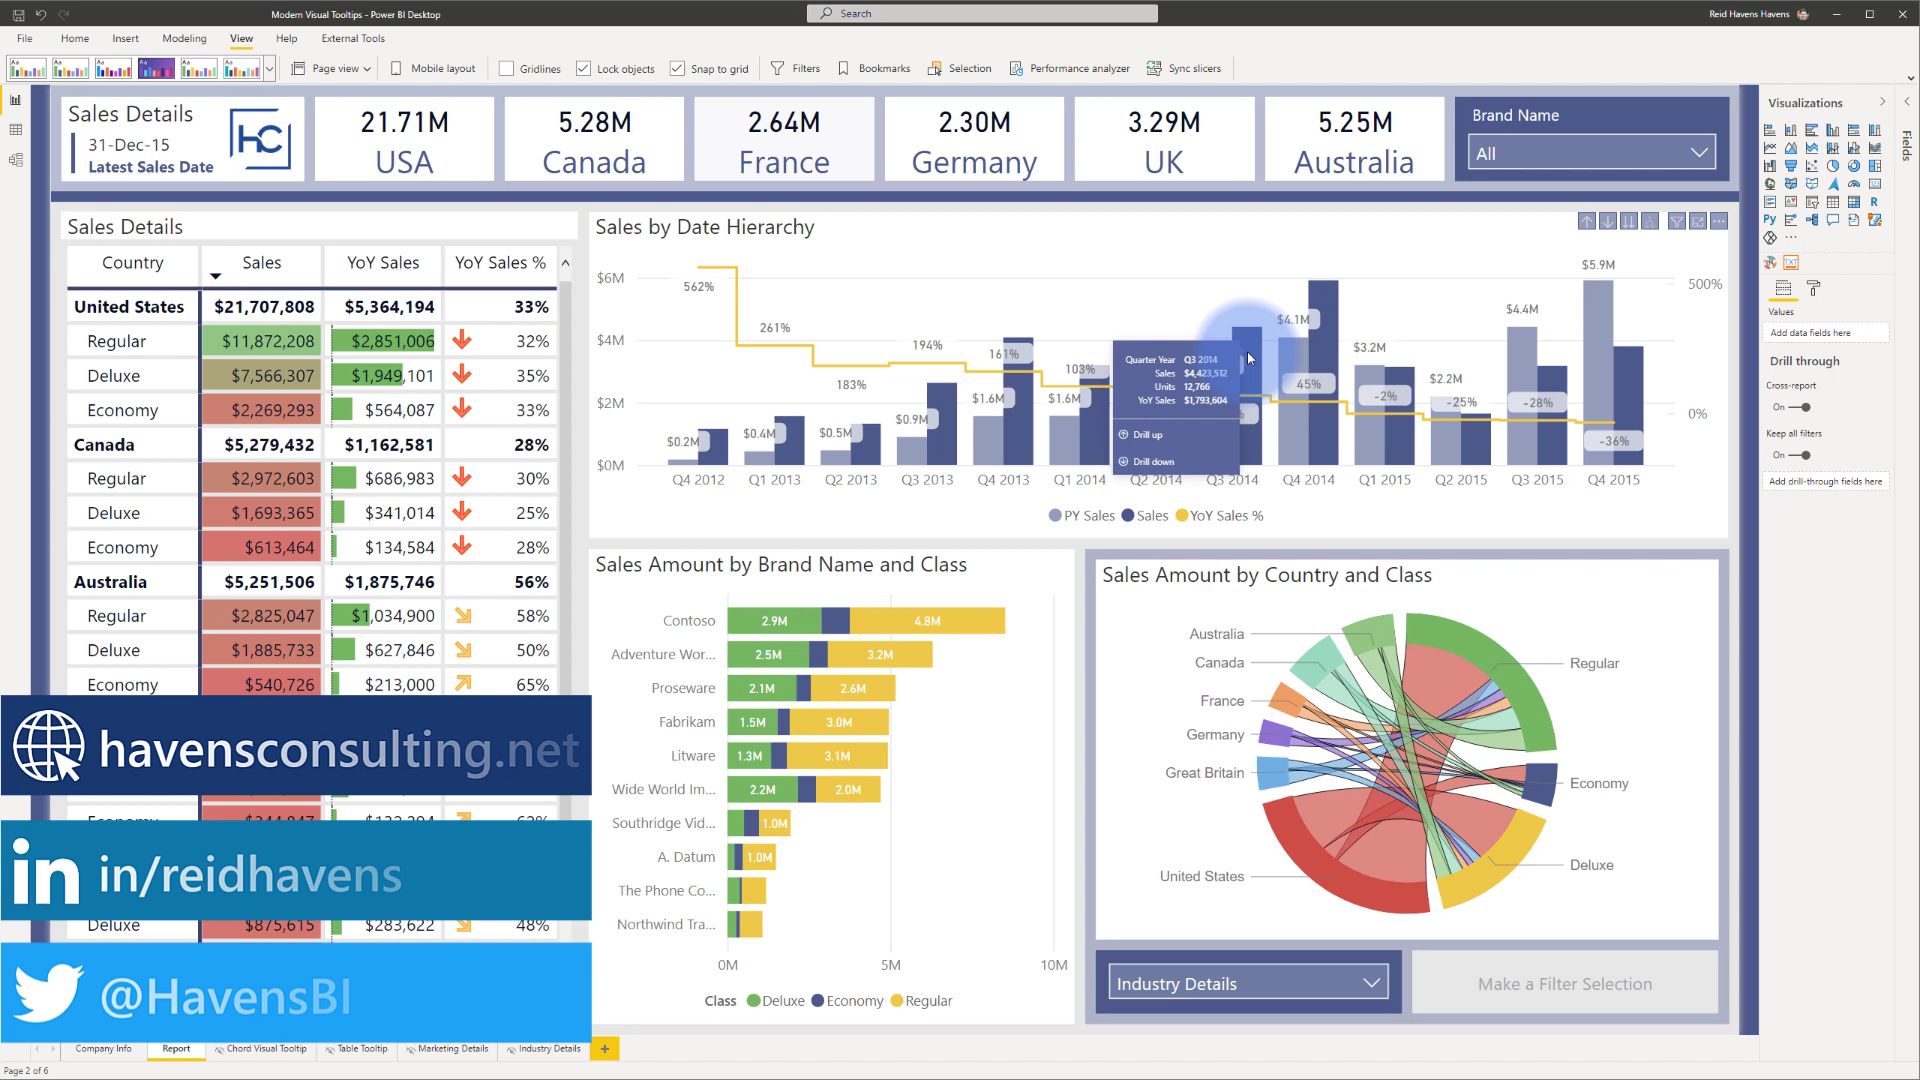 Modern Visual Tooltips - Power BI Desktop
Search
Reid Havens Havens
File Home Insert Modeling View Help External Tools
Page view Mobile layout Gridlines Lock objects Snap to grid Filters Bookmarks Selection Performance analyzer Sync slicers
Sales Details
31-Dec-15
Latest Sales Date
HC
21.71M
USA
5.28M
Canada
2.64M
France
2.30M
Germany
3.29M
UK
5.25M
Australia
Brand Name
All
Sales Details
Country Sales YoY Sales YoY Sales %
United States $21,707,808 $5,364,194 33%
Regular $11,872,208 $2,851,006 32%
Deluxe $7,566,307 $1,949,101 35%
Economy $2,269,293 $564,087 33%
Canada $5,279,432 $1,162,581 28%
Regular $2,972,603 $686,983 30%
Deluxe $1,693,365 $341,014 25%
Economy $613,464 $134,584 28%
Australia $5,251,506 $1,875,746 56%
Regular $2,825,047 $1,034,900 58%
Deluxe $1,885,733 $627,846 50%
Economy $540,726 $213,000 65%
havensconsulting.net
in in/reidhavens
Deluxe $875,615 $283,622 48%
@HavensBI
Sales by Date Hierarchy
$6M
$4M
$2M
$0M
500%
0%
562%
261%
183%
194%
161%
103%
45%
-2%
-25%
-28%
-36%
$0.2M
$0.4M
$0.5M
$0.9M
$1.6M
$1.6M
$4.1M
$3.2M
$2.2M
$4.4M
$5.9M
Quarter Year Q3 2014
Sales $4,423,512
Units 12,766
YoY Sales $1,793,604
Drill up
Drill down
Q4 2012 Q1 2013 Q2 2013 Q3 2013 Q4 2013 Q1 2014 Q2 2014 Q3 2014 Q4 2014 Q1 2015 Q2 2015 Q3 2015 Q4 2015
PY Sales Sales YoY Sales %
Sales Amount by Brand Name and Class
Contoso 2.9M 4.8M
Adventure Wor... 2.5M 3.2M
Proseware 2.1M 2.6M
Fabrikam 1.5M 3.0M
Litware 1.3M 3.1M
Wide World Im... 2.2M 2.0M
Southridge Vid... 1.0M
A. Datum 1.0M
The Phone Co...
Northwind Tra...
0M 5M 10M
Class Deluxe Economy Regular
Sales Amount by Country and Class
Australia
Canada
France
Germany
Great Britain
United States
Regular
Economy
Deluxe
Industry Details
Make a Filter Selection
Visualizations
Fields
R
Py
TXT
Values
Add data fields here
Drill through
Cross-report
On
Keep all filters
On
Add drill-through fields here
Company Info Report Chord Visual Tooltip Table Tooltip Marketing Details Industry Details +
Page 2 of 6